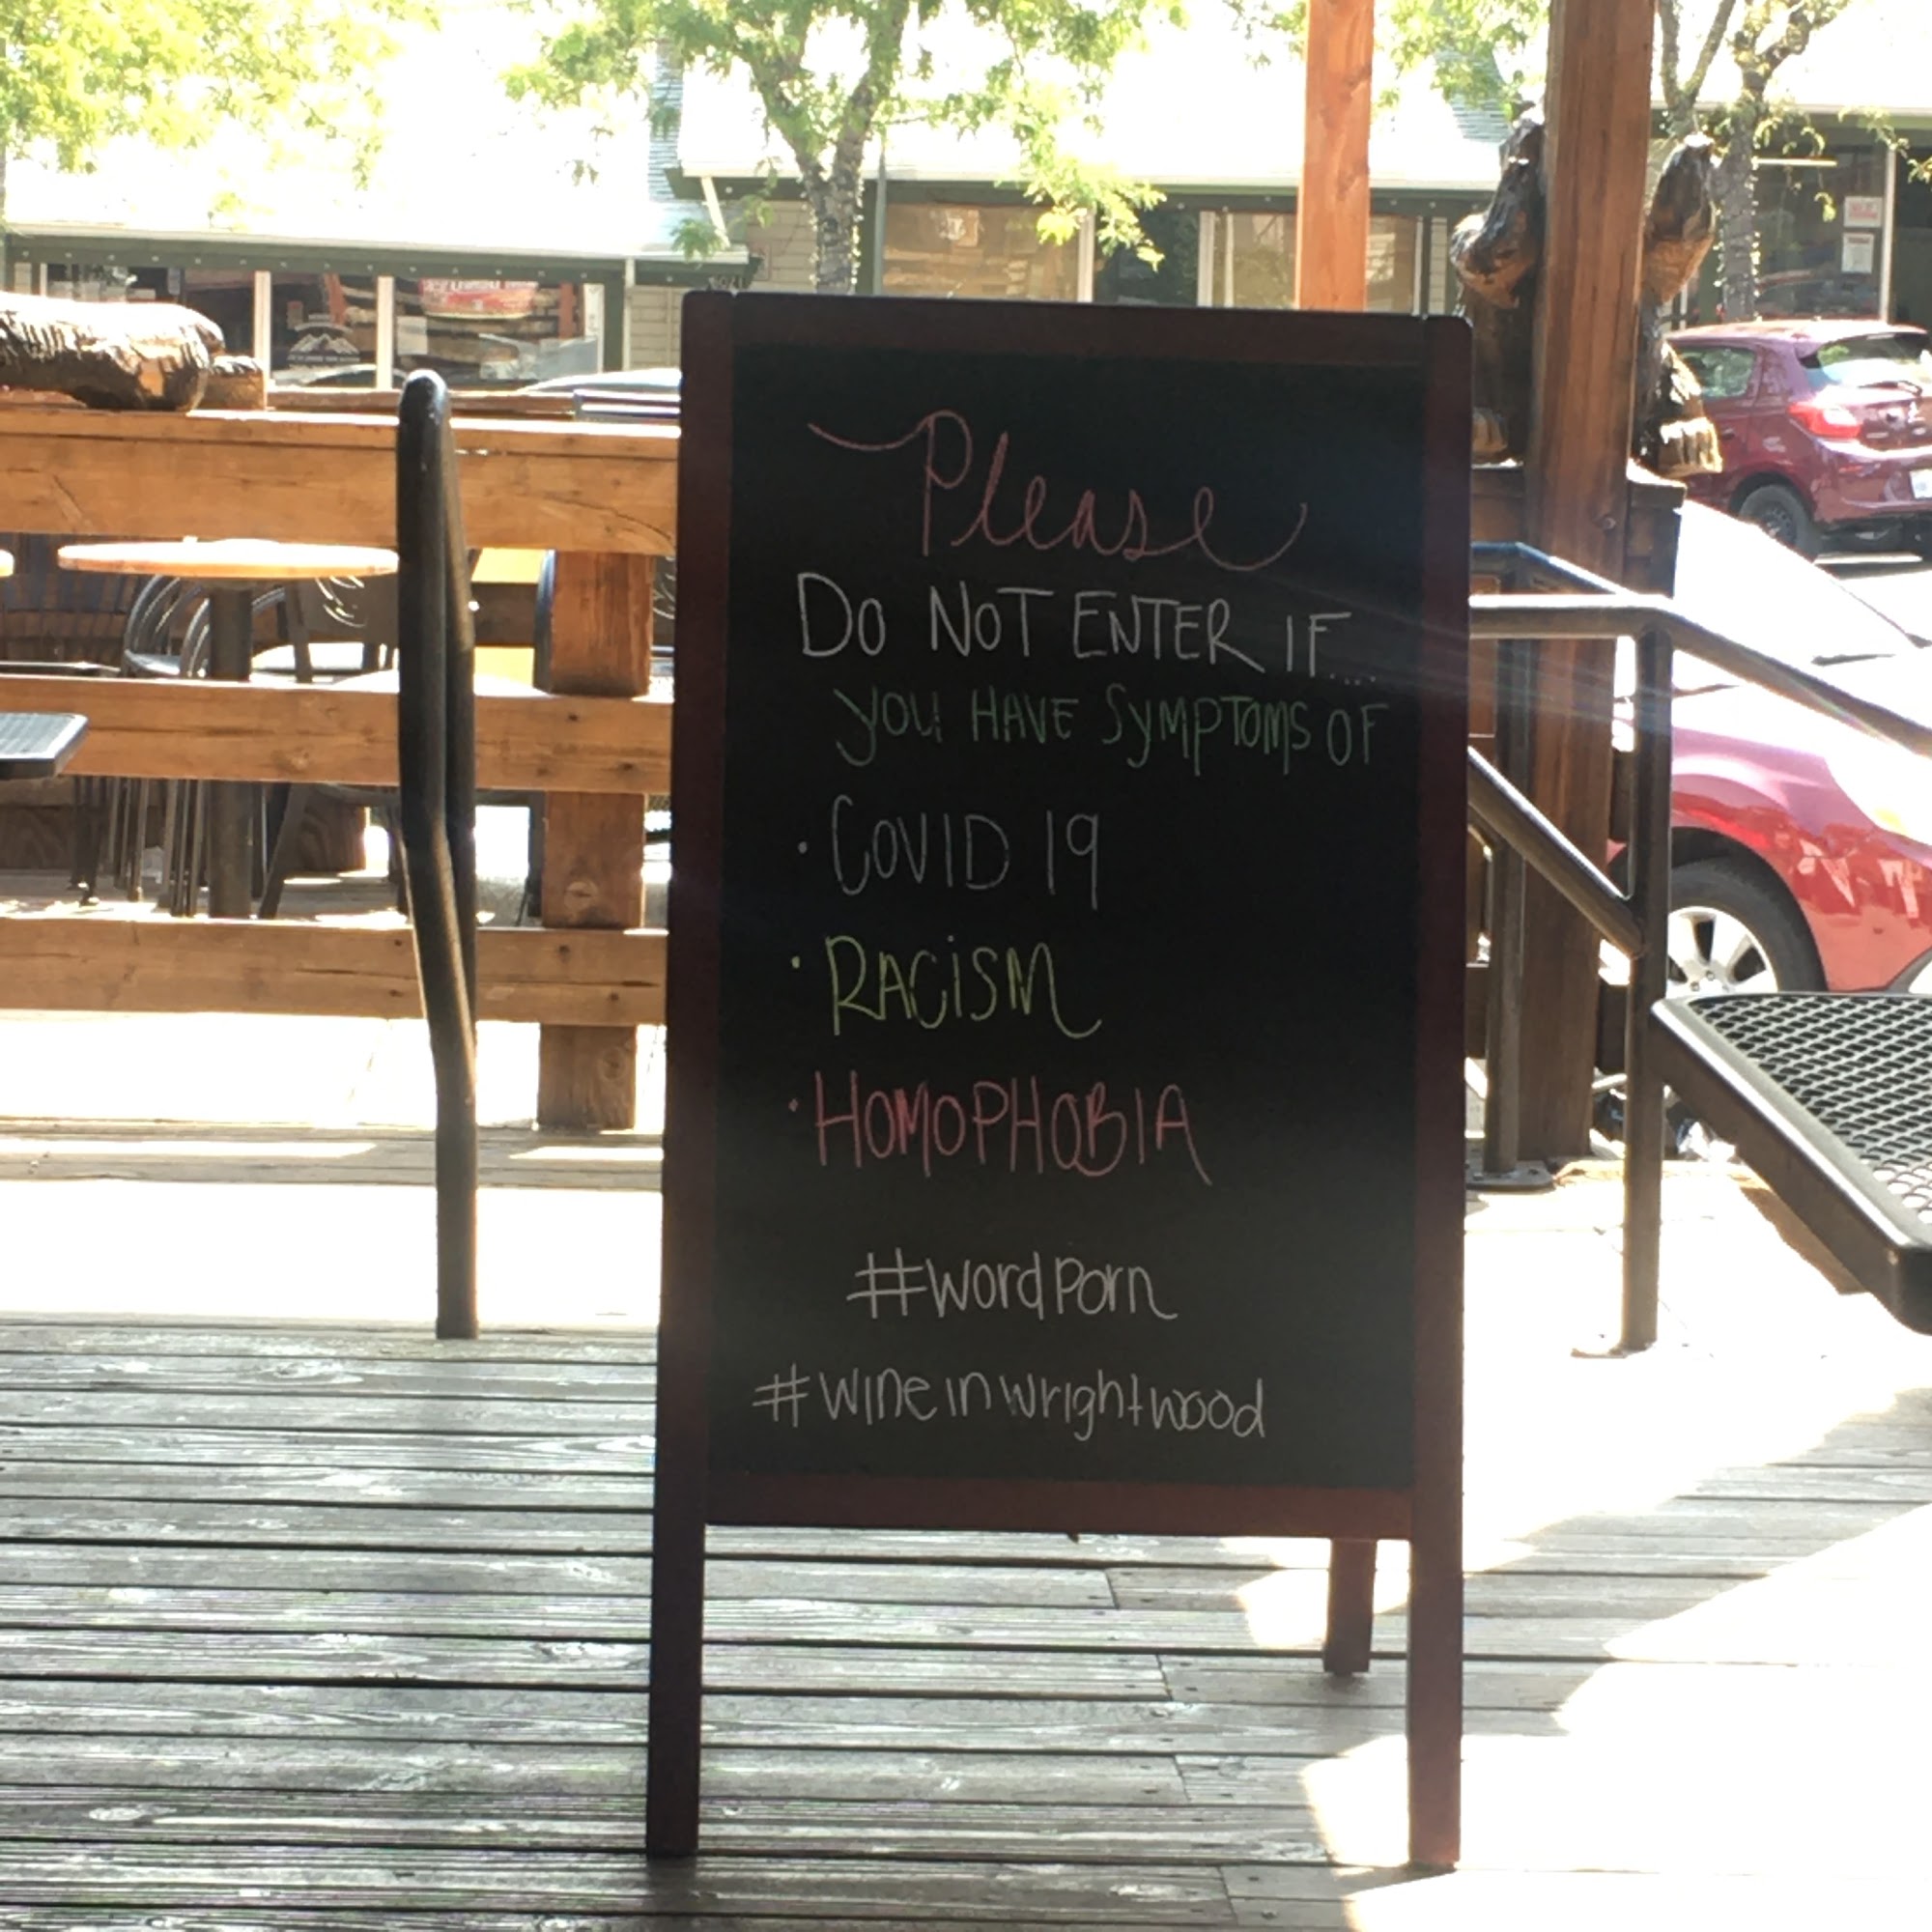 Please
DO NOT ENTER IF....
YOU HAVE SYMPTOMS OF
• COVID 19
• RACiSM
• HOMOPHOBIA
#wordPorn
#wineinwrightwood